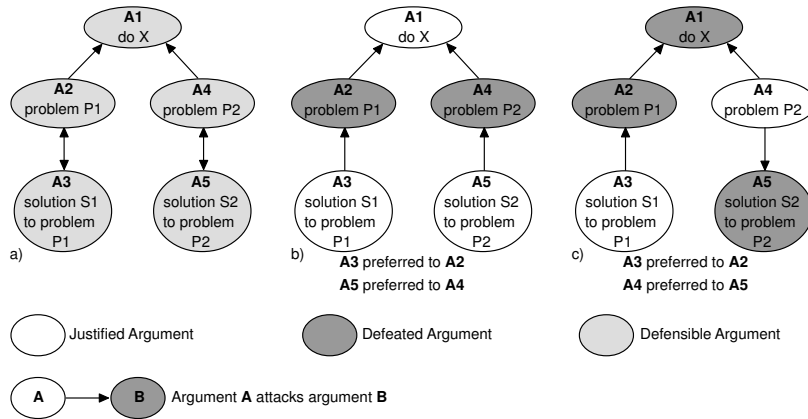 A1
do X
A2
problem P1
A4
problem P2
A3
solution S1
to problem
P1
A5
solution S2
to problem
P2
a)
A1
do X
A2
problem P1
A4
problem P2
A3
solution S1
to problem
P1
A5
solution S2
to problem
P2
b)
A3 preferred to A2
A5 preferred to A4
A1
do X
A2
problem P1
A4
problem P2
A3
solution S1
to problem
P1
A5
solution S2
to problem
P2
c)
A3 preferred to A2
A4 preferred to A5
Justified Argument
Defeated Argument
Defensible Argument
A
B
Argument A attacks argument B